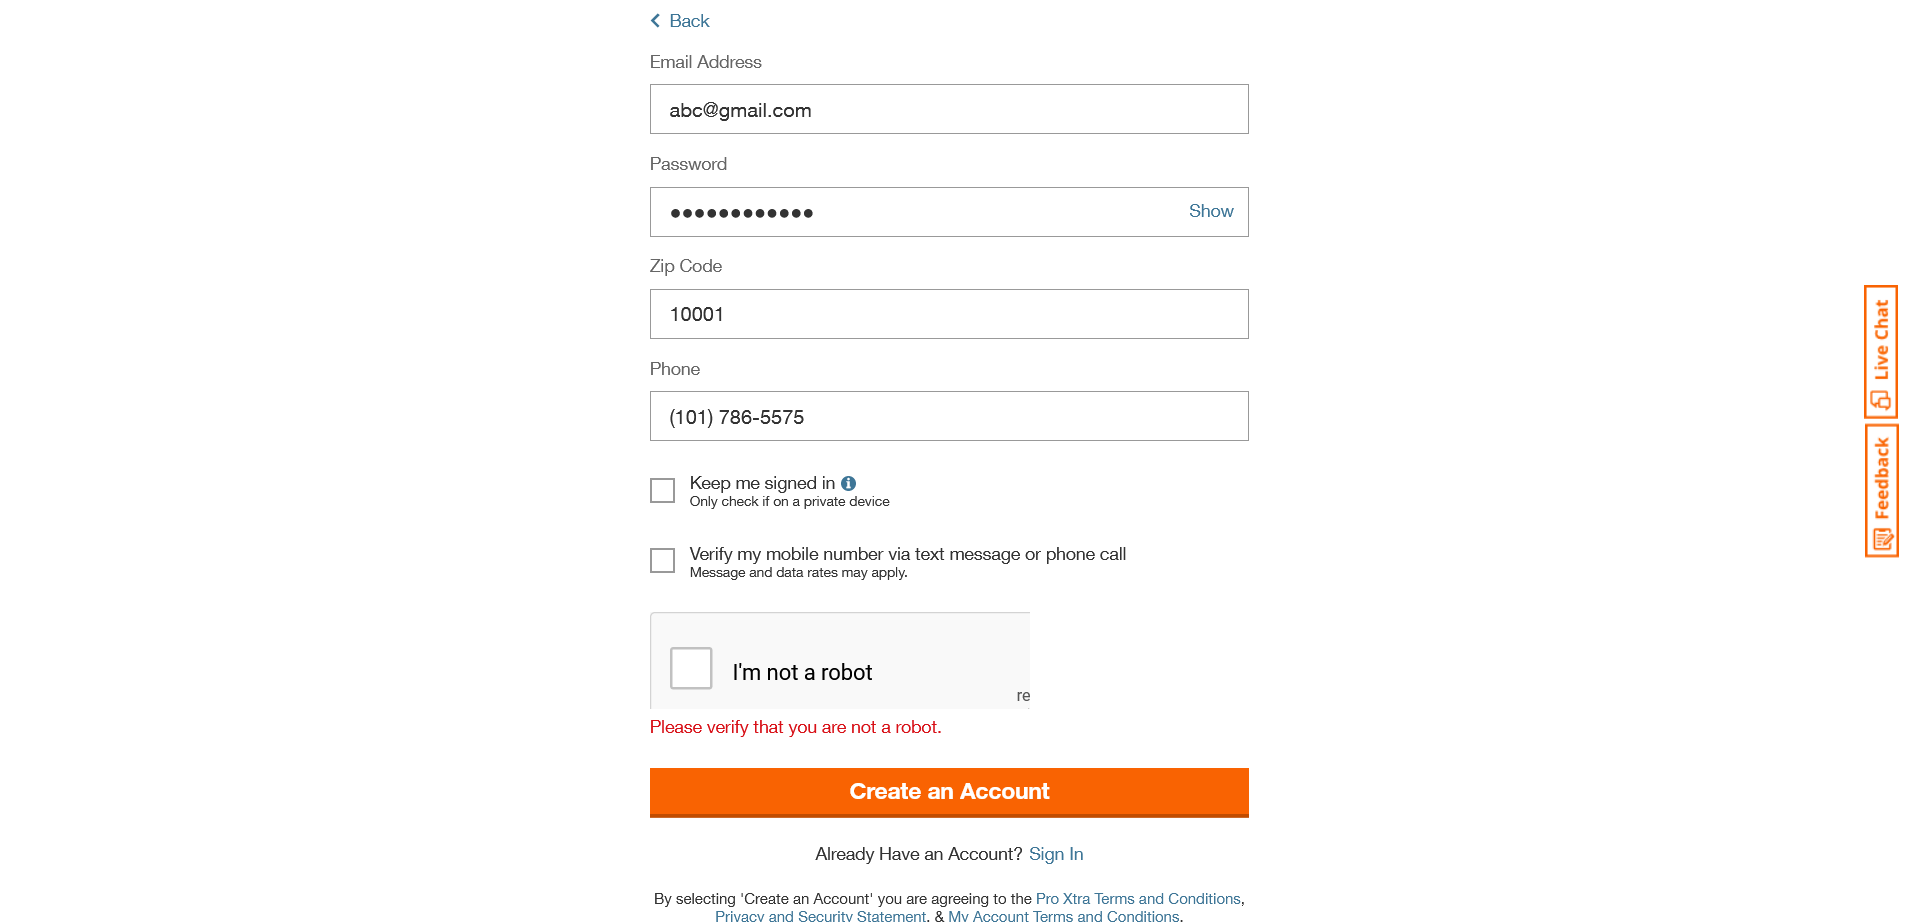 Back
Email Address
abc@gmail.com
Password
Show
Zip Code
10001
Phone
(101) 786-5575
Keep me signed in
Only check if on a private device
Verify my mobile number via text message or phone call
Message and data rates may apply.
I'm not a robot
re
Please verify that you are not a robot.
Create an Account
Already Have an Account? Sign In
By selecting 'Create an Account' you are agreeing to the Pro Xtra Terms and Conditions,
Privacy and Security Statement, & My Account Terms and Conditions.
Live Chat
Feedback